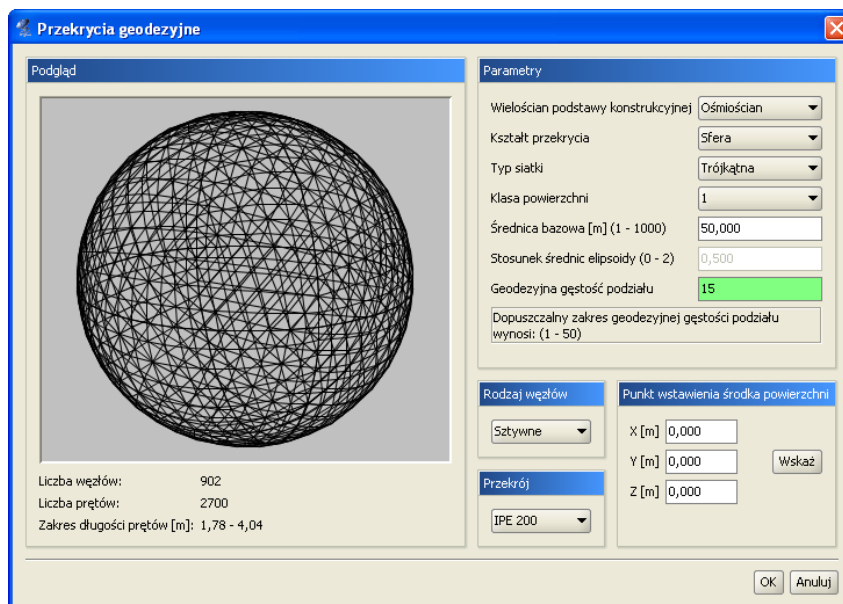 Przekrycia geodezyjne
Podgląd
Liczba węzłów: 902
Liczba prętów: 2700
Zakres długości prętów [m]: 1,78 - 4,04
Parametry
Wielościan podstawy konstrukcyjnej Ośmiościan
Kształt przekrycia Sfera
Typ siatki Trójkątna
Klasa powierzchni 1
Średnica bazowa [m] (1 - 1000) 50,000
Stosunek średnic elipsoidy (0 - 2) 0,500
Geodezyjna gęstość podziału 15
Dopuszczalny zakres geodezyjnej gęstości podziału
wynosi: (1 - 50)
Rodzaj węzłów
Sztywne
Przekrój
IPE 200
Punkt wstawienia środka powierzchni
X [m] 0,000
Y [m] 0,000 Wskaż
Z [m] 0,000
OK Anuluj